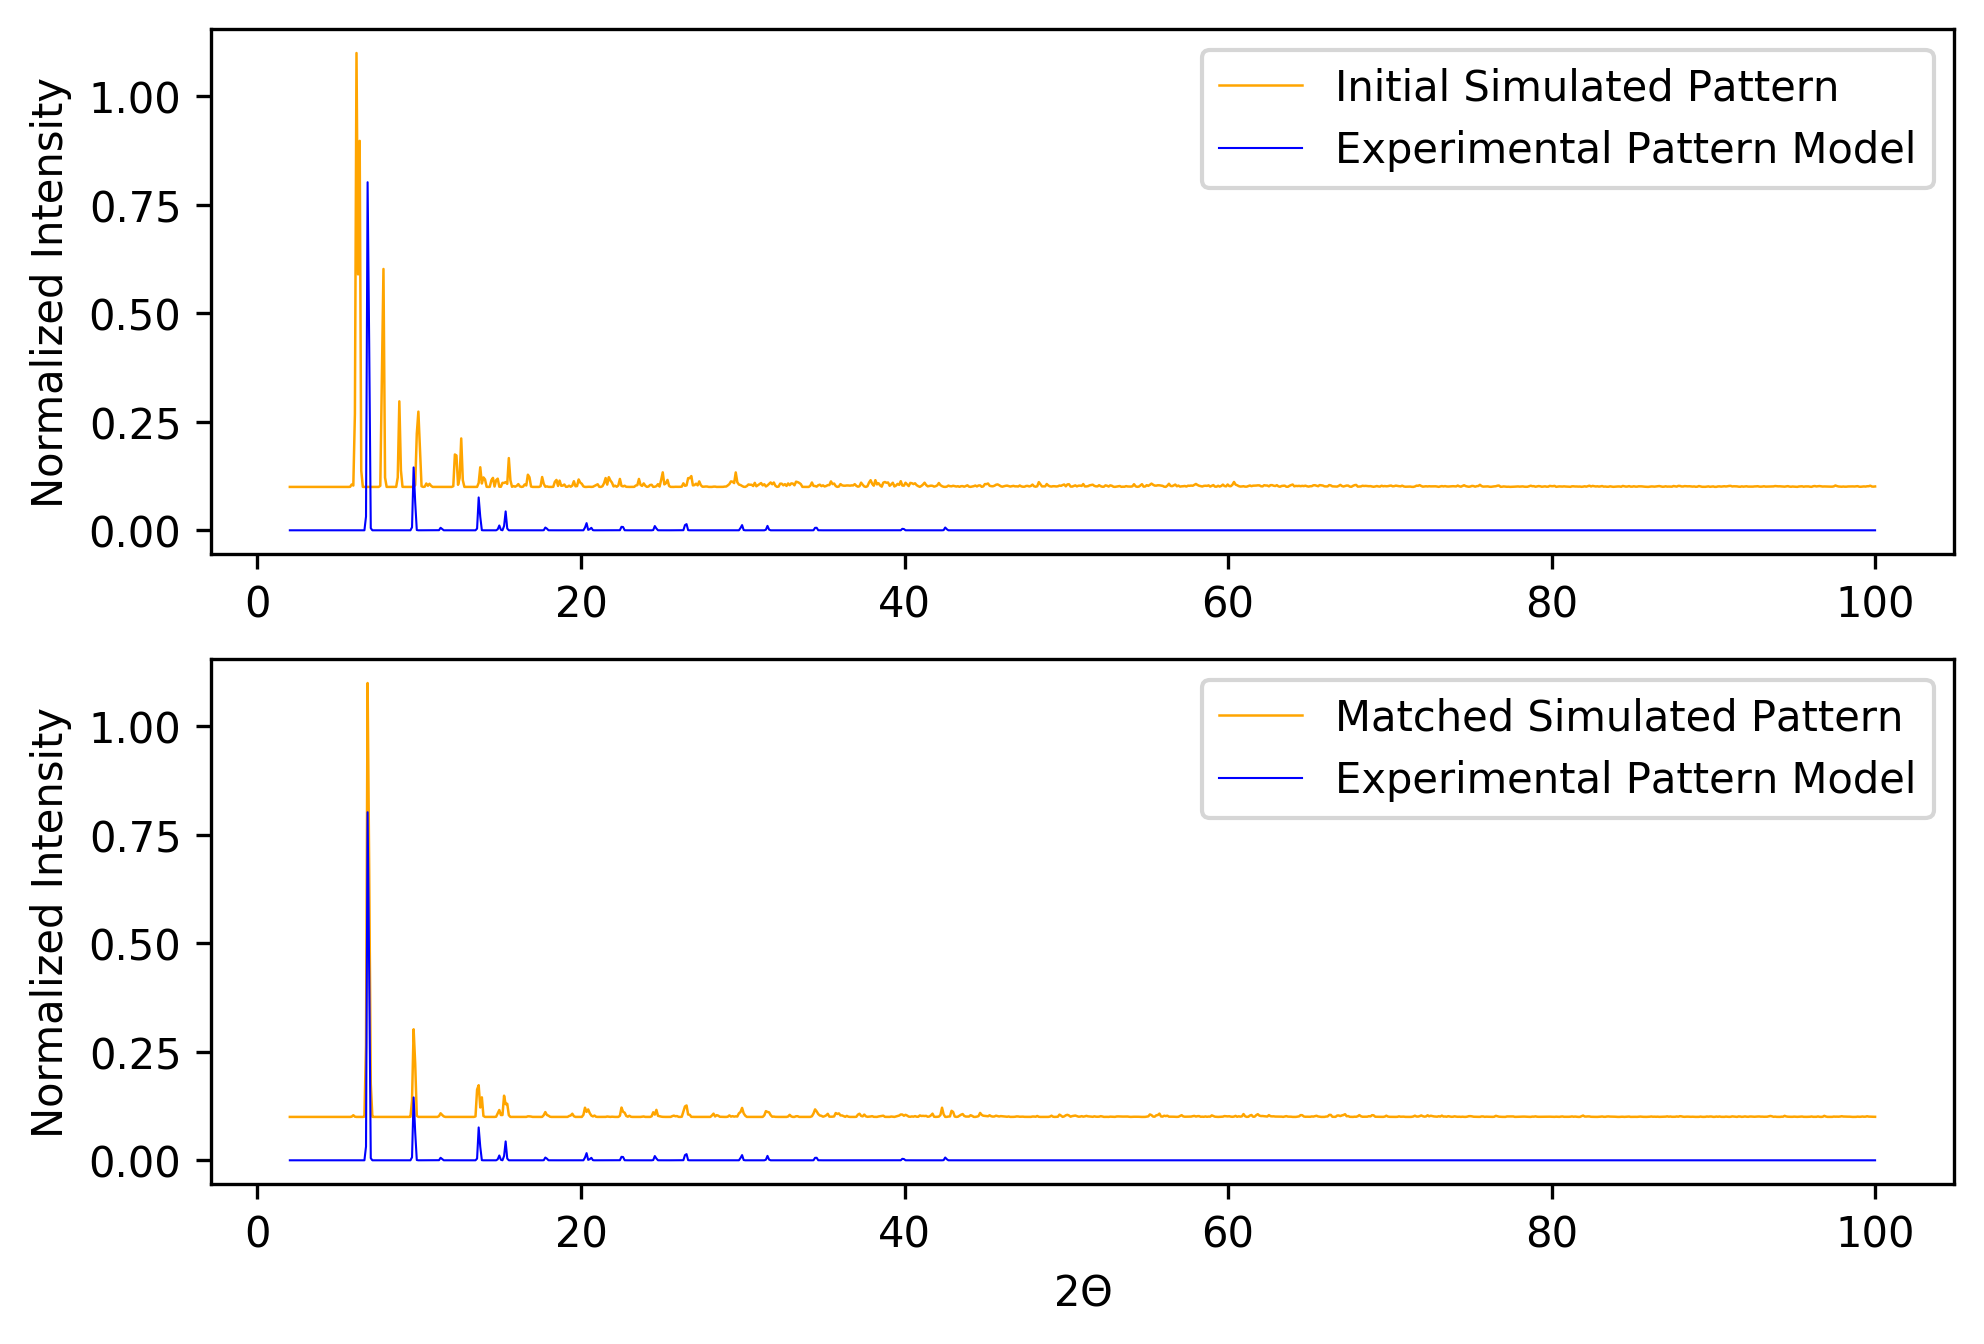 Normalized Intensity
1.00
0.75
0.50
0.25
0.00
0 20 40 60 80 100
Initial Simulated Pattern
Experimental Pattern Model
Normalized Intensity
1.00
0.75
0.50
0.25
0.00
0 20 40 60 80 100
Matched Simulated Pattern
Experimental Pattern Model
2Θ